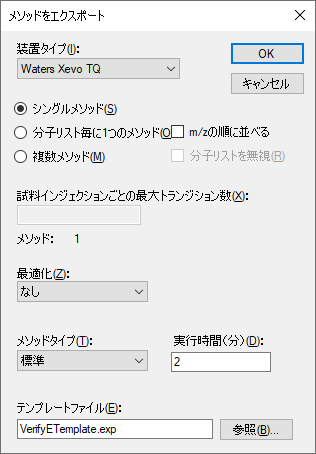 メソッドをエクスポート
装置タイプ(I):
Waters Xevo TQ
OK
キャンセル
シングルメソッド(S)
分子リスト毎に1つのメソッド(O
m/zの順に並べる
複数メソッド(M)
分子リストを無視(R)
試料インジェクションごとの最大トランジション数(X):
メソッド: 1
最適化(Z):
なし
メソッドタイプ(T):
実行時間(分)(D):
標準
2
テンプレートファイル(E):
VerifyETemplate.exp
参照(B)...